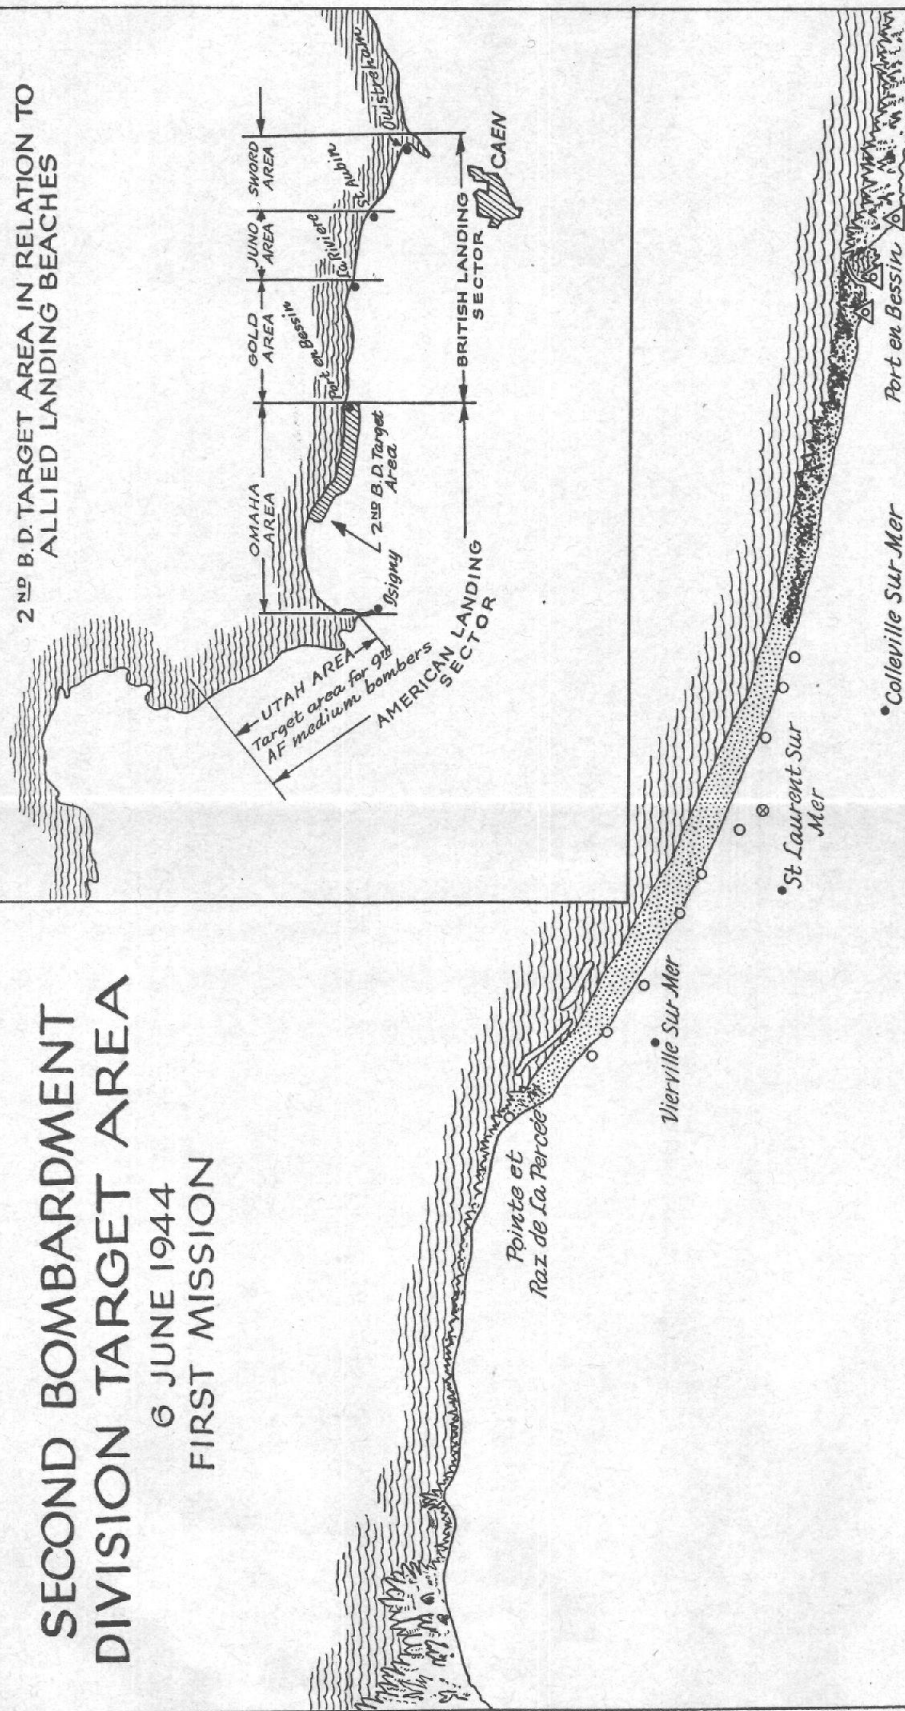 SECOND BOMBARDMENT
DIVISION TARGET AREA
6 JUNE 1944
FIRST MISSION
2ND B.D. TARGET AREA IN RELATION TO
ALLIED LANDING BEACHES
OMAHA
AREA
GOLD
AREA
JUNO
AREA
SWORD
AREA
Port en Bessin
La Riviere
St Aubin
Ouistreham
CAEN
UTAH AREA
Target area for 9th
AF medium bombers
AMERICAN LANDING
SECTOR
Isigny
2ND B.D. Target
Area
BRITISH LANDING
SECTOR
Pointe et
Raz de La Percée
Vierville Sur Mer
St Laurent Sur
Mer
Colleville Sur Mer
Port en Bessin